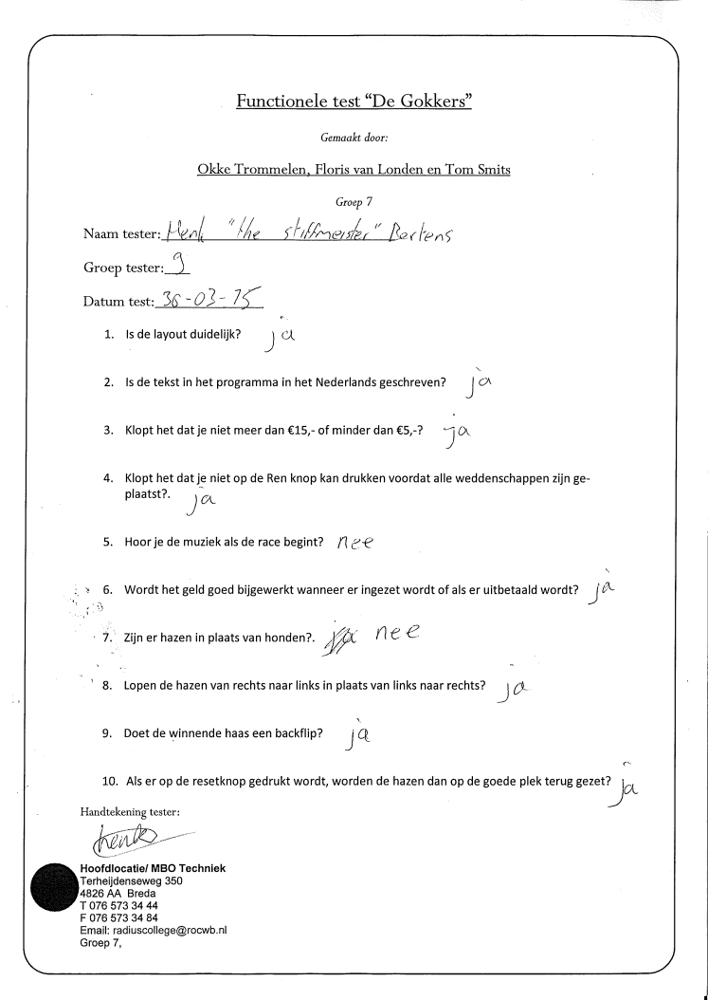 Functionele test “De Gokkers”
Gemaakt door:
Okke Trommelen, Floris van Londen en Tom Smits
Groep 7
Naam tester: Henk "the stiffmeister" Bertens
Groep tester: 9
Datum test: 30-03-15
1. Is de layout duidelijk? ja
2. Is de tekst in het programma in het Nederlands geschreven? ja
3. Klopt het dat je niet meer dan €15,- of minder dan €5,-? ja
4. Klopt het dat je niet op de Ren knop kan drukken voordat alle weddenschappen zijn ge-
plaatst?. ja
5. Hoor je de muziek als de race begint? nee
6. Wordt het geld goed bijgewerkt wanneer er ingezet wordt of als er uitbetaald wordt? ja
7. Zijn er hazen in plaats van honden?. nee
8. Lopen de hazen van rechts naar links in plaats van links naar rechts? ja
9. Doet de winnende haas een backflip? ja
10. Als er op de resetknop gedrukt wordt, worden de hazen dan op de goede plek terug gezet? ja
Handtekening tester:
Henk
Hoofdlocatie/ MBO Techniek
Terheijdenseweg 350
4826 AA Breda
T 076 573 34 44
F 076 573 34 84
Email: radiuscollege@rocwb.nl
Groep 7,